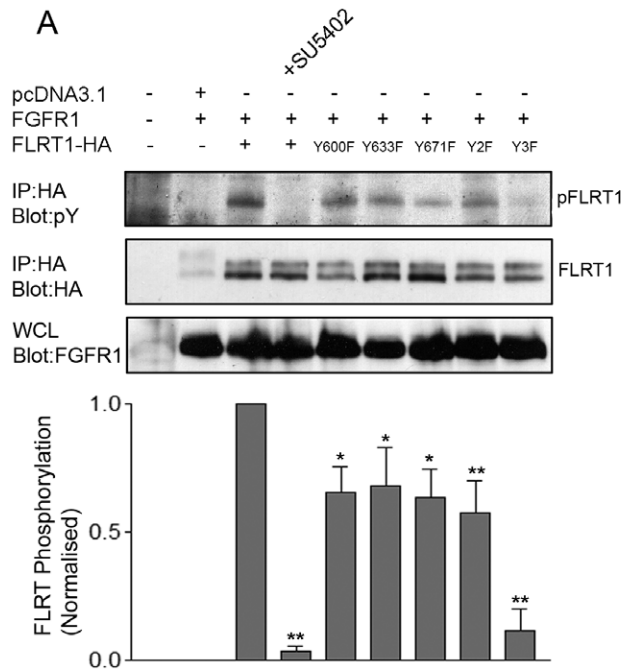 A
+SU5402
pcDNA3.1 - + - - - - - - -
FGFR1 - + + + + + + + +
FLRT1-HA - - + + Y600F Y633F Y671F Y2F Y3F
IP:HA
Blot:pY
pFLRT1
IP:HA
Blot:HA
FLRT1
WCL
Blot:FGFR1
FLRT Phosphorylation
(Normalised)
1.0
0.5
0.0
** * * * ** **